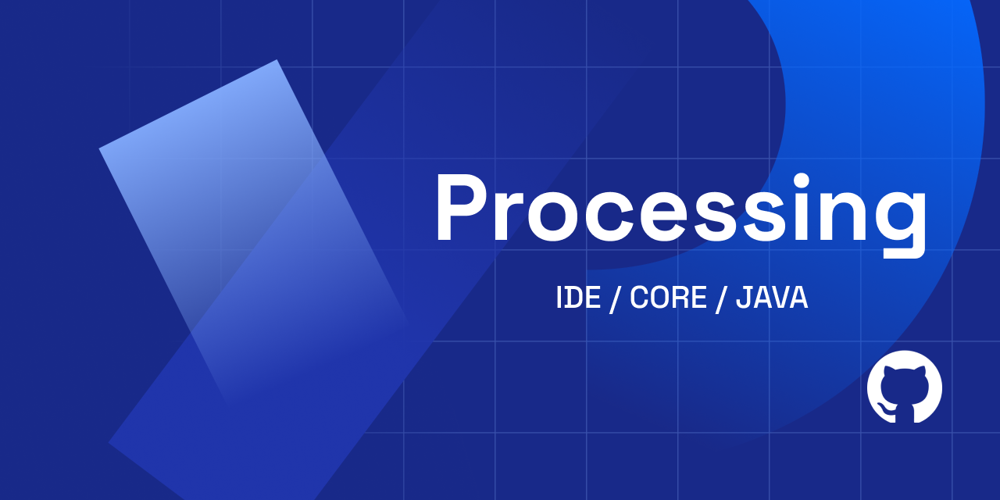 Processing
IDE / CORE / JAVA